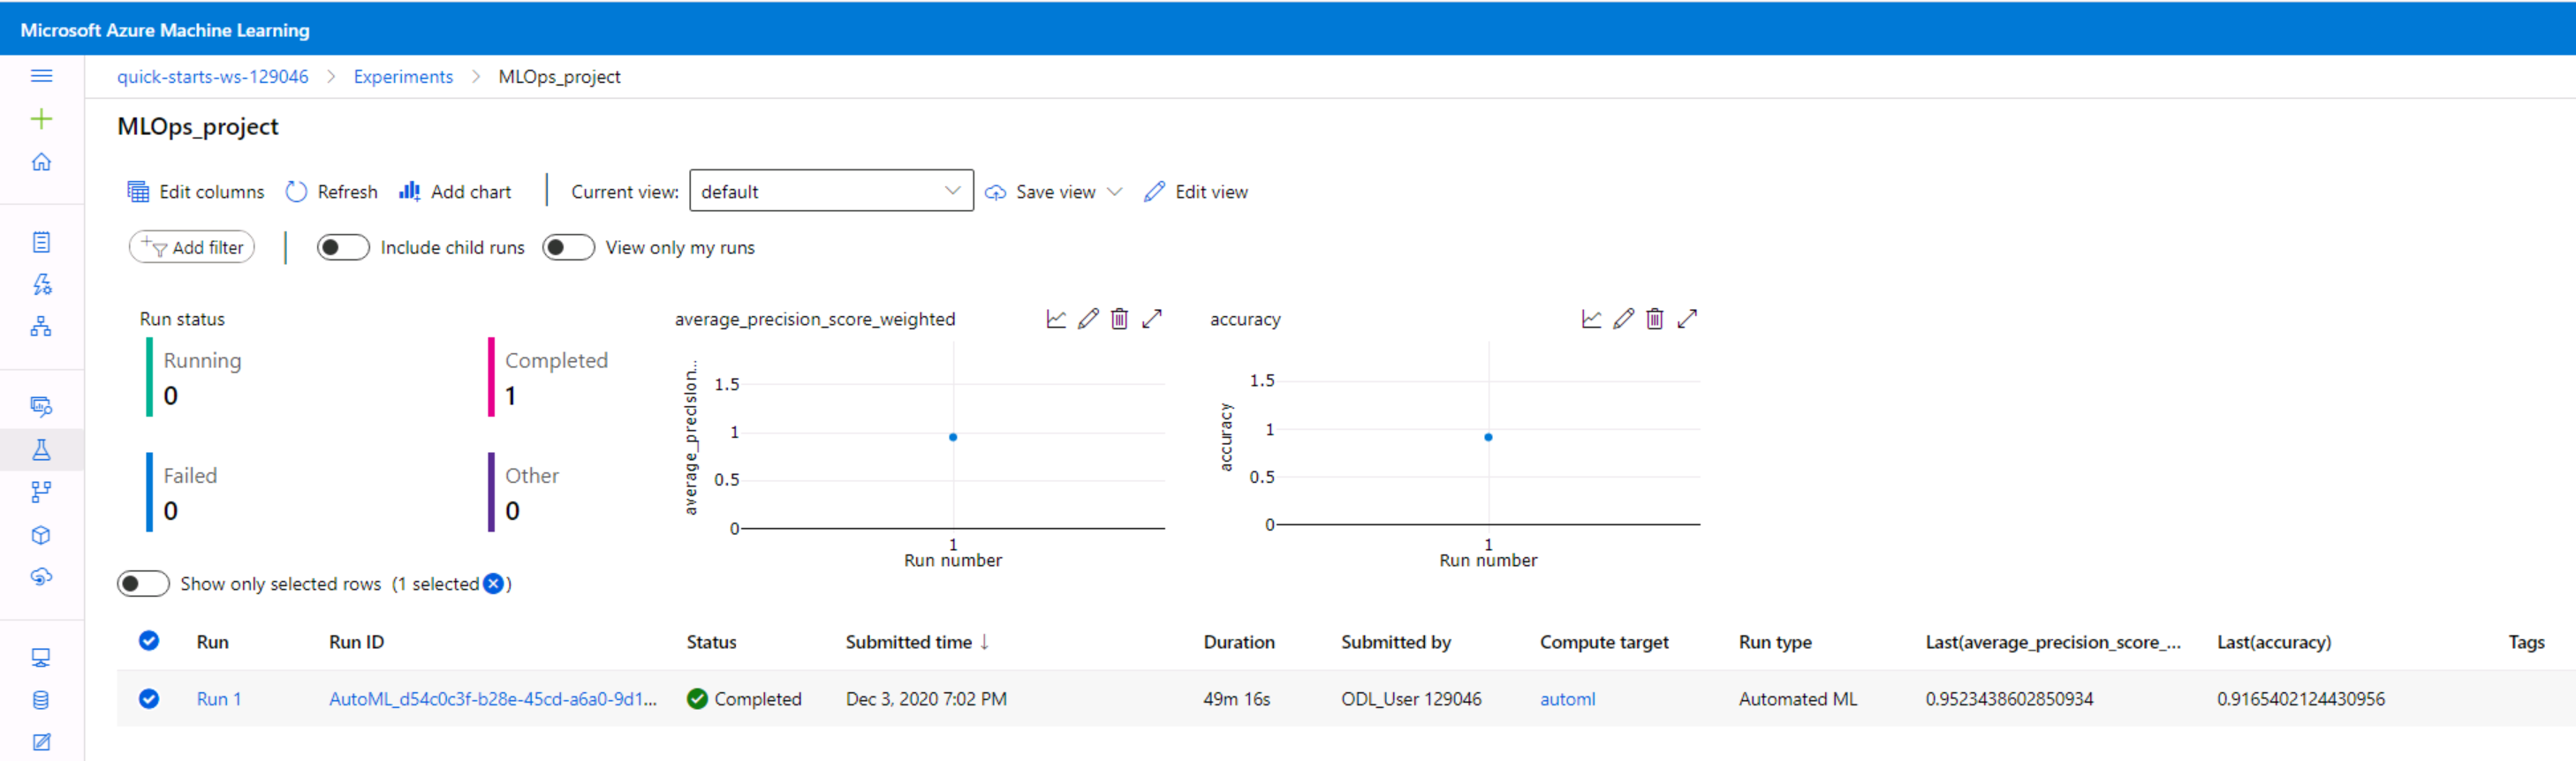 Microsoft Azure Machine Learning
quick-starts-ws-129046 > Experiments > MLOps_project
MLOps_project
Edit columns Refresh Add chart Current view: default Save view Edit view
Add filter Include child runs View only my runs
Run status
Running
0
Completed
1
Failed
0
Other
0
average_precision_score_weighted
average_precision...
1.5
1
0.5
0
1
Run number
accuracy
accuracy
1.5
1
0.5
0
1
Run number
Show only selected rows (1 selected)
Run Run ID Status Submitted time ↓ Duration Submitted by Compute target Run type Last(average_precision_score_... Last(accuracy) Tags
Run 1 AutoML_d54c0c3f-b28e-45cd-a6a0-9d1... Completed Dec 3, 2020 7:02 PM 49m 16s ODL_User 129046 automl Automated ML 0.9523438602850934 0.9165402124430956